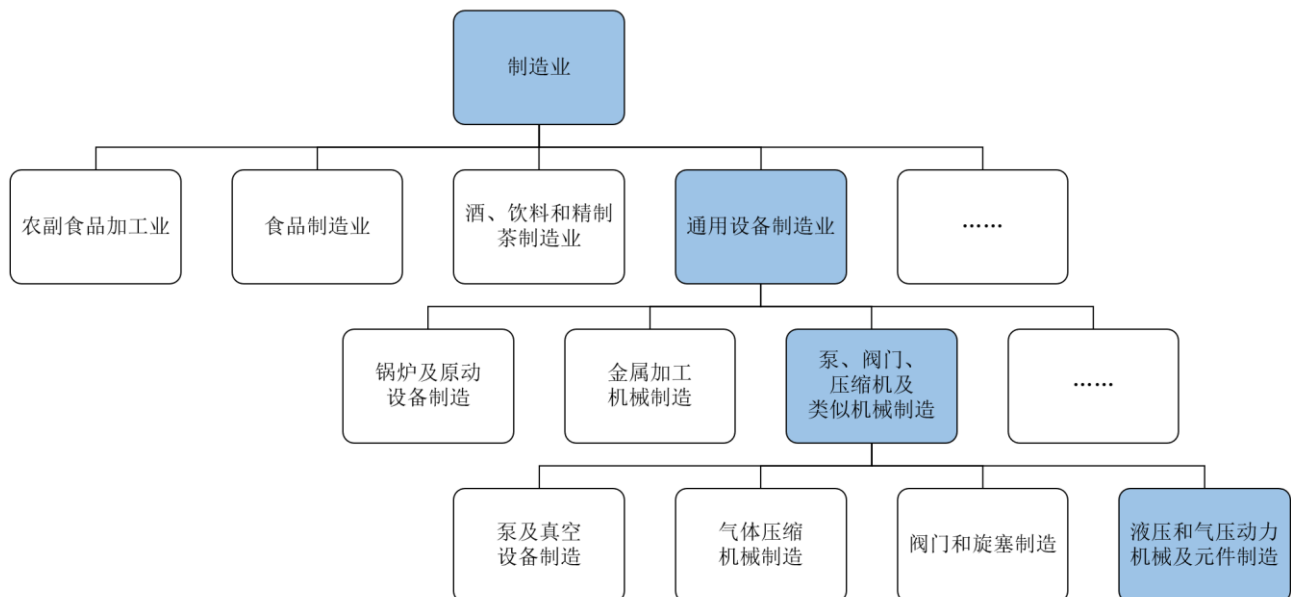 制造业
农副食品加工业
食品制造业
酒、饮料和精制
茶制造业
通用设备制造业
……
锅炉及原动
设备制造
金属加工
机械制造
泵、阀门、
压缩机及
类似机械制造
……
泵及真空
设备制造
气体压缩
机械制造
阀门和旋塞制造
液压和气压动力
机械及元件制造